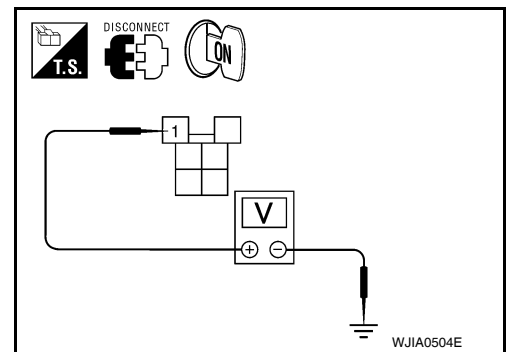 DISCONNECT
T.S.
ON
1
V
+ −
WJIA0504E